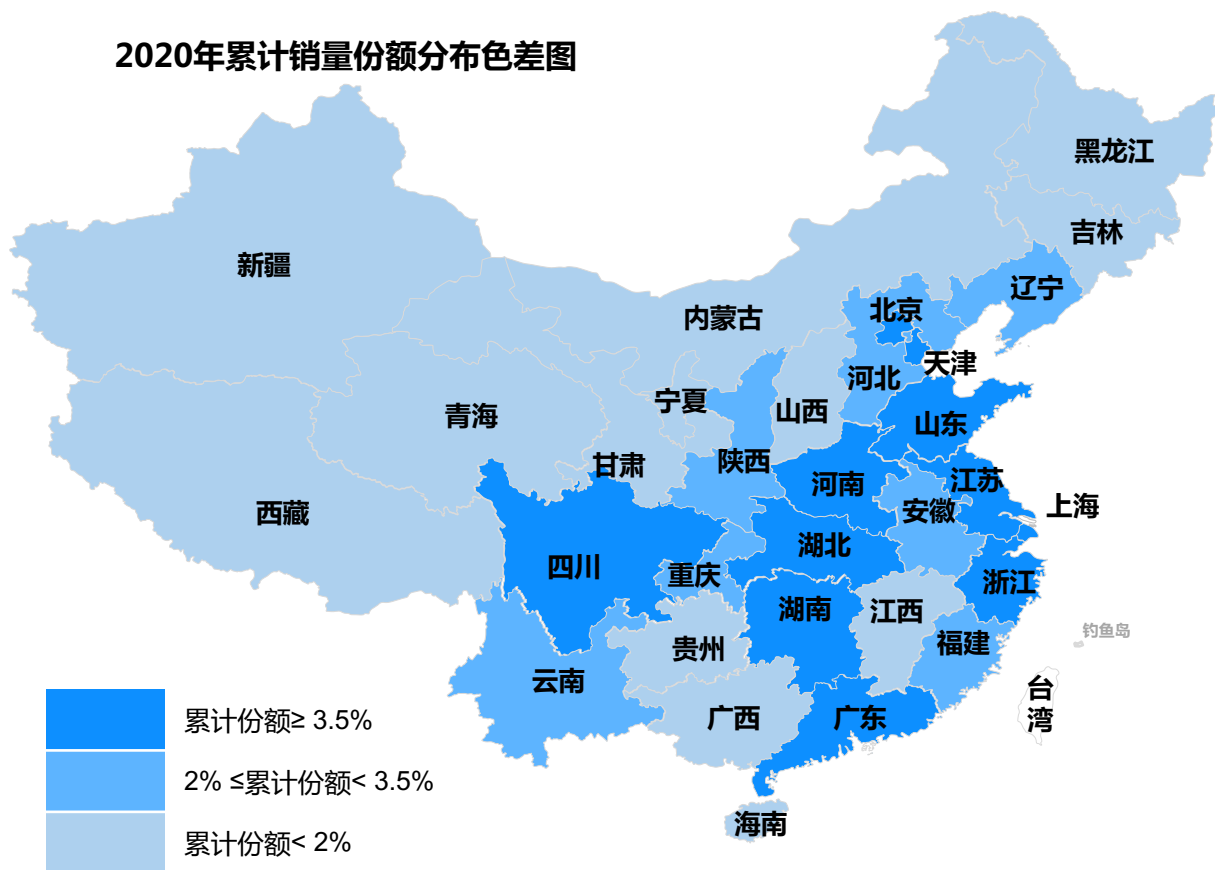 2020年累计销量份额分布色差图
黑龙江
吉林
新疆
辽宁
北京
内蒙古
天津
河北
宁夏
山西
青海
山东
甘肃
陕西
河南
江苏
西藏
安徽
上海
湖北
四川
重庆
浙江
湖南
江西
钓鱼岛
福建
贵州
云南
台
湾
广西
广东
累计份额≥ 3.5%
2% ≤累计份额< 3.5%
海南
累计份额< 2%